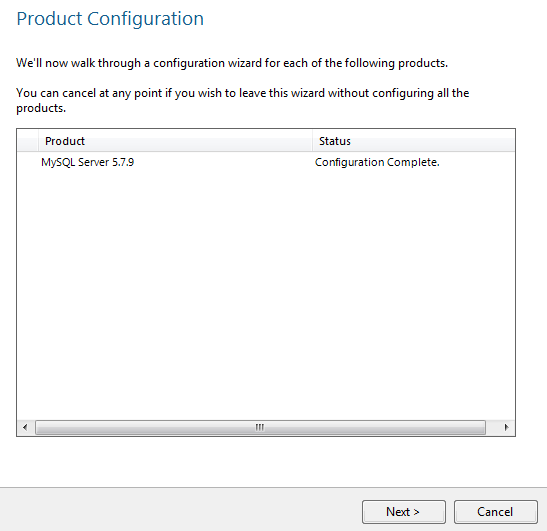 Product Configuration
We'll now walk through a configuration wizard for each of the following products.
You can cancel at any point if you wish to leave this wizard without configuring all the
products.
Product Status
MySQL Server 5.7.9 Configuration Complete.
Next > Cancel